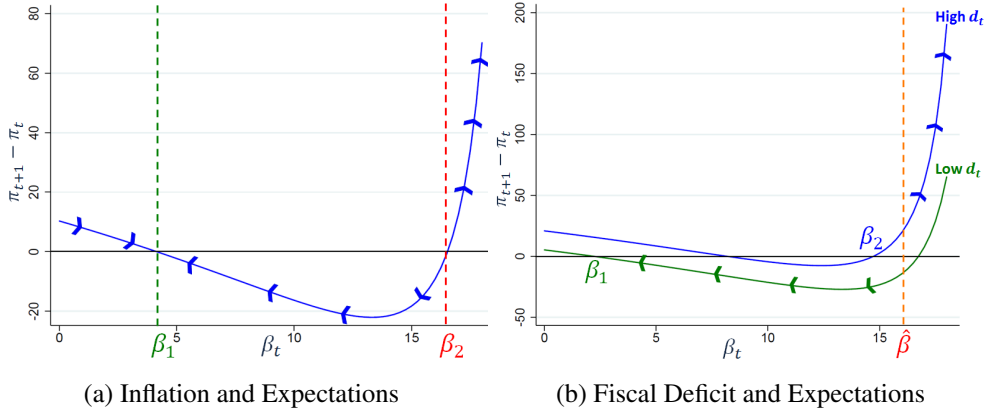 80
60
40
20
0
-20
π_{t+1} − π_t
0
5
10
15
β_1
β_t
β_2
(a) Inflation and Expectations
200
150
100
50
0
-50
π_{t+1} − π_t
High d_t
Low d_t
β_2
β_1
0
5
10
15
β_t
β̂
(b) Fiscal Deficit and Expectations